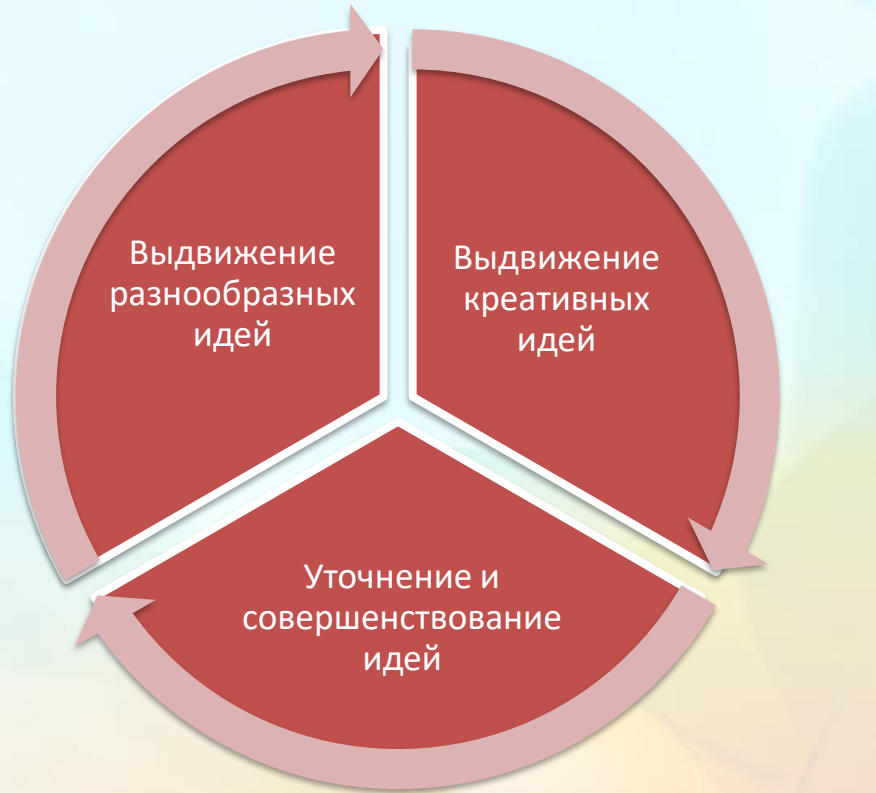 Выдвижение
разнообразных
идей
Выдвижение
креативных
идей
Уточнение и
совершенствование
идей